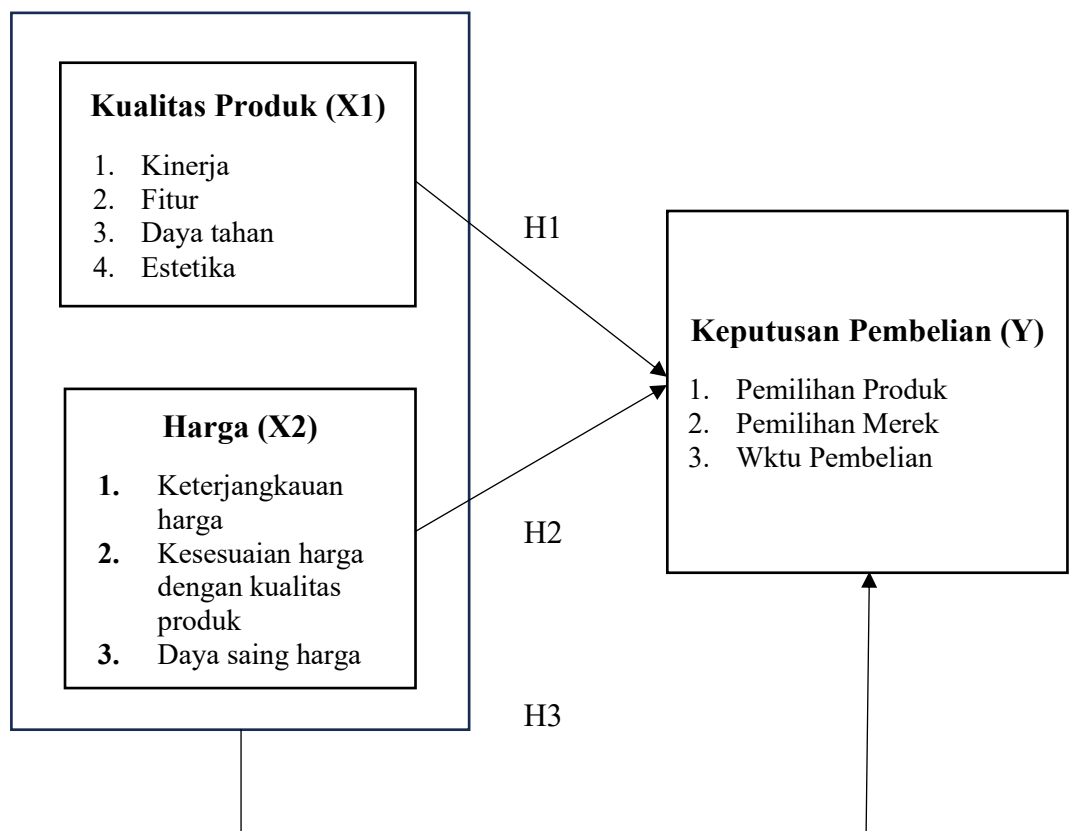 Kualitas Produk (X1)
1. Kinerja
2. Fitur
3. Daya tahan
4. Estetika
H1
Keputusan Pembelian (Y)
1. Pemilihan Produk
2. Pemilihan Merek
3. Wktu Pembelian
Harga (X2)
1. Keterjangkauan
harga
2. Kesesuaian harga
dengan kualitas
produk
3. Daya saing harga
H2
H3